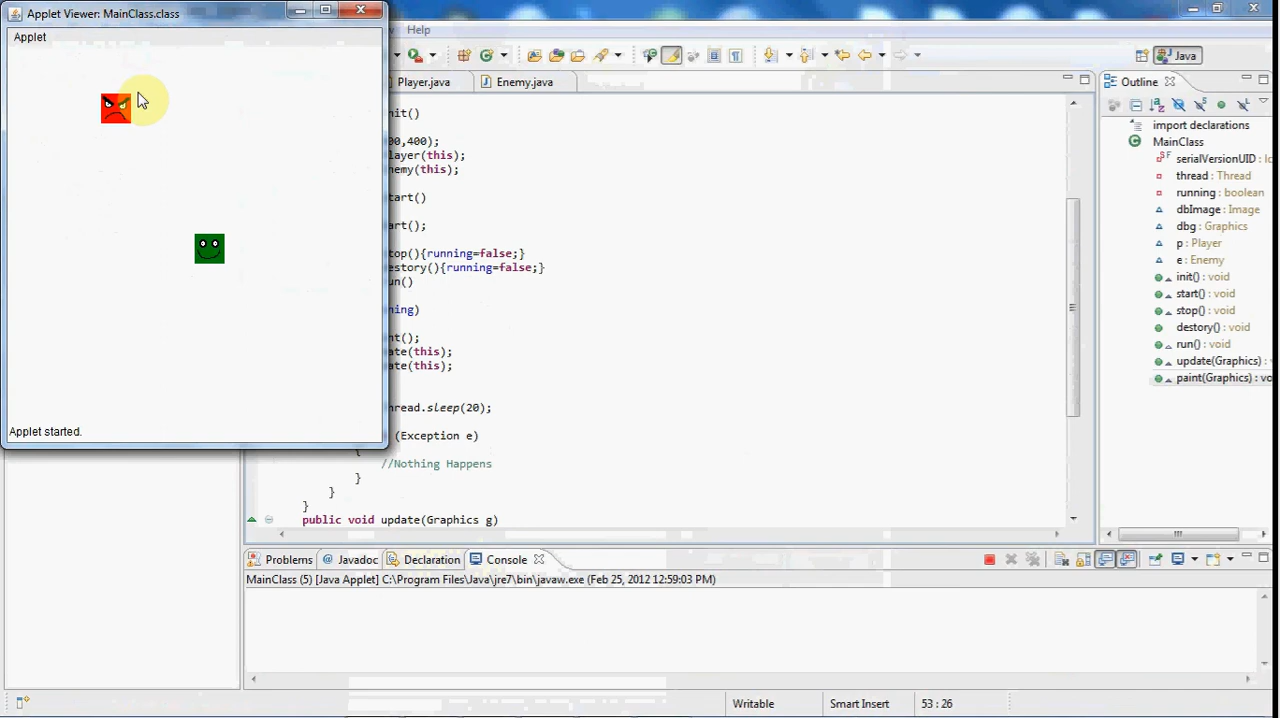 Applet Viewer: MainClass.class
Applet
Applet started.
Help
Java
Player.java
Enemy.java
nit()
00,400);
layer(this);
nemy(this);
tart()
art();
top(){running=false;}
estory(){running=false;}
un()
ning)
nt();
ate(this);
ate(this);
hread.sleep(20);
(Exception e)
{
//Nothing Happens
}
}
}
public void update(Graphics g)
Outline
import declarations
MainClass
serialVersionUID : lo
thread : Thread
running : boolean
dbImage : Image
dbg : Graphics
p : Player
e : Enemy
init() : void
start() : void
stop() : void
destory() : void
run() : void
update(Graphics) :
paint(Graphics) : vo
Problems
Javadoc
Declaration
Console
MainClass (5) [Java Applet] C:\Program Files\Java\jre7\bin\javaw.exe (Feb 25, 2012 12:59:03 PM)
Writable
Smart Insert
53 : 26